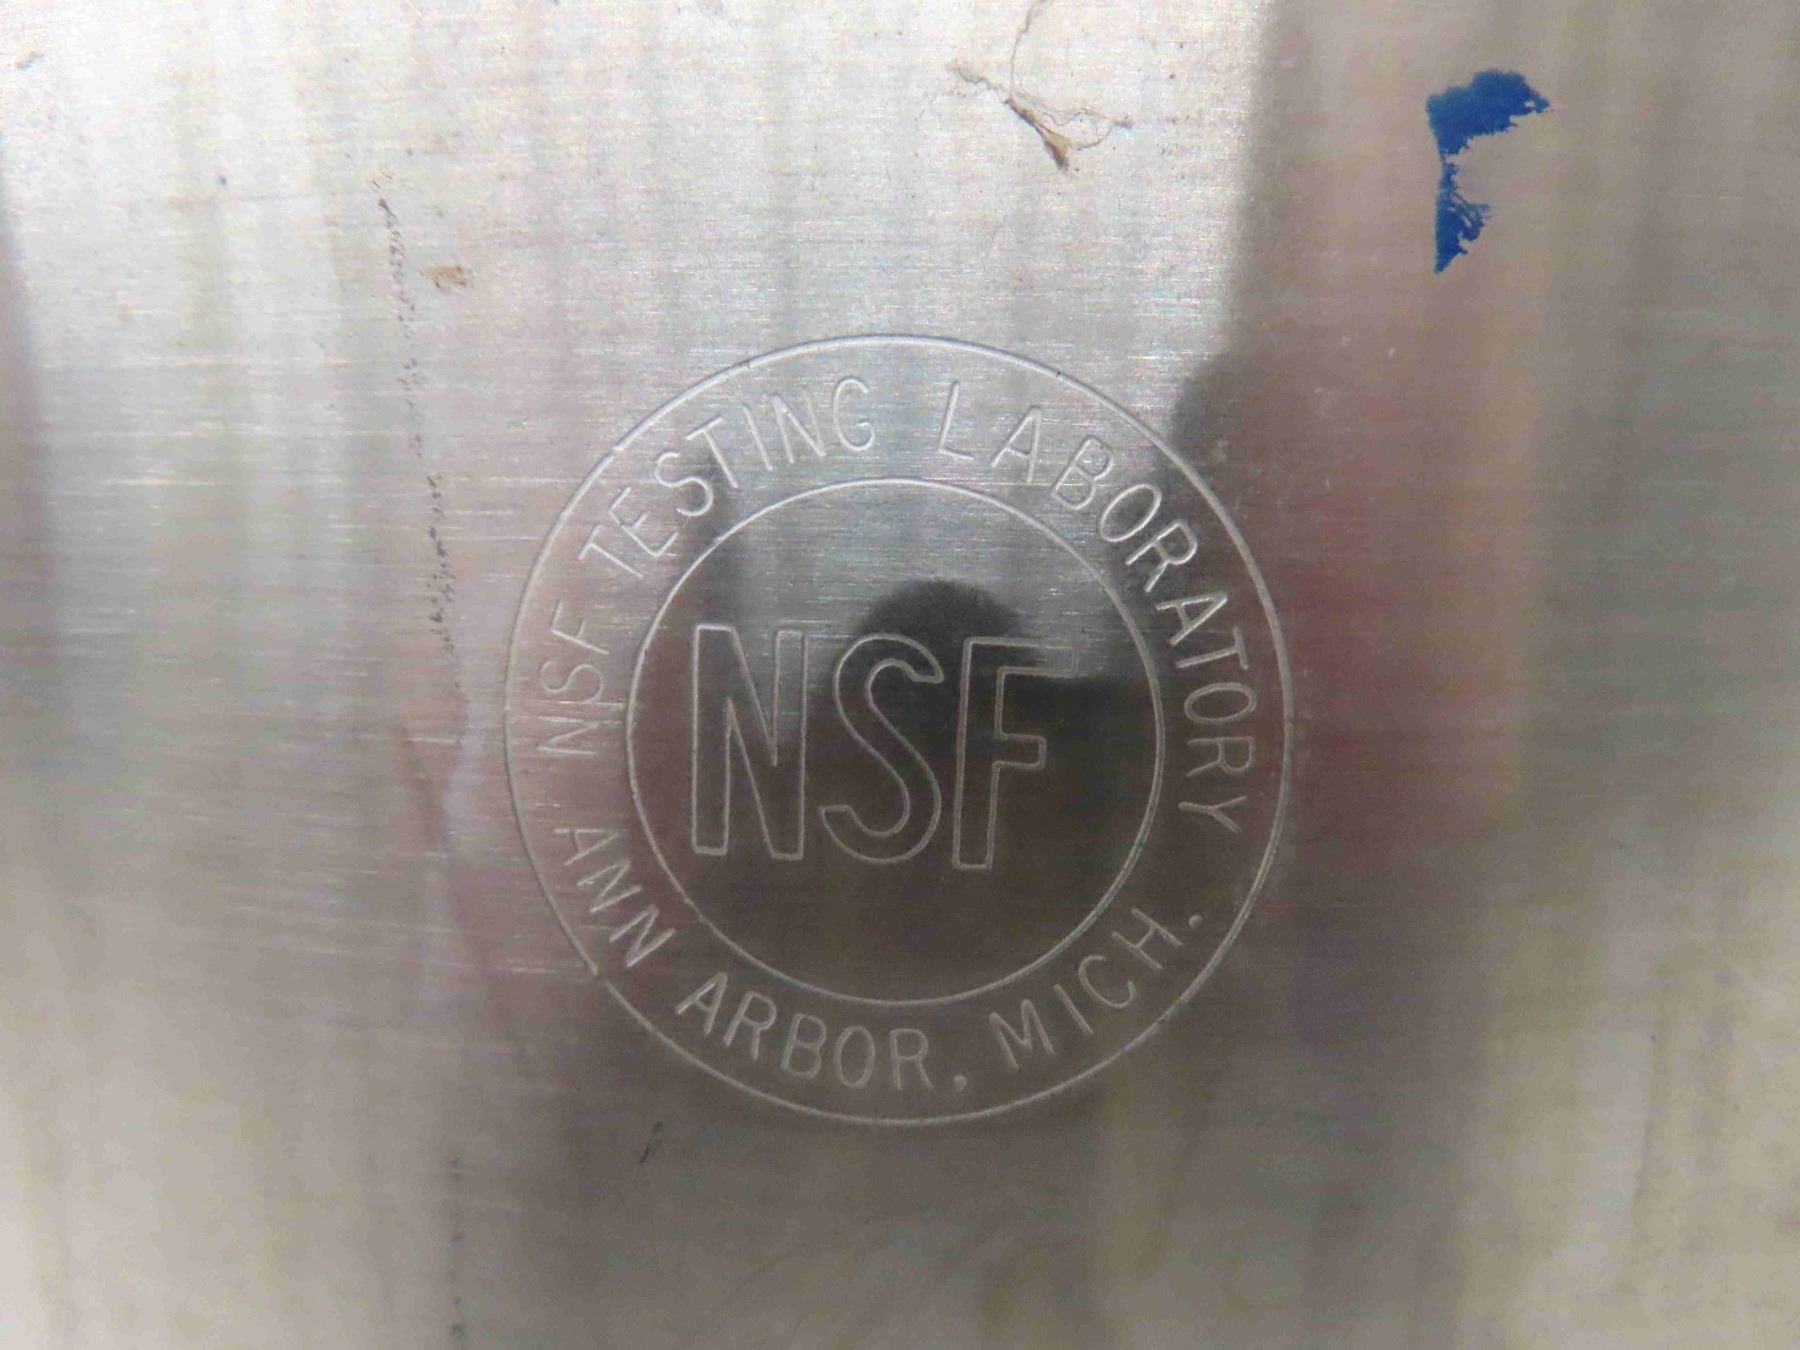 NSF TESTING LABORATORY
NSF
ANN ARBOR, MICH.